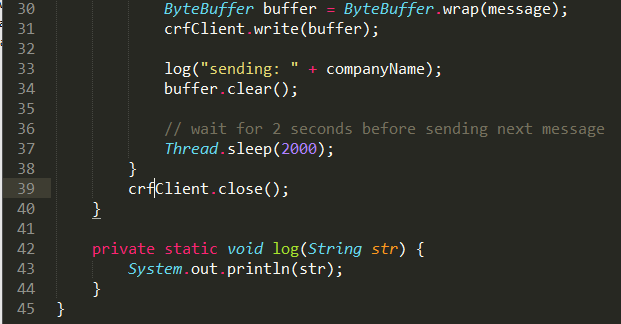 30 ByteBuffer buffer = ByteBuffer.wrap(message);
31 crfClient.write(buffer);
32
33 log("sending: " + companyName);
34 buffer.clear();
35
36 // wait for 2 seconds before sending next message
37 Thread.sleep(2000);
38 }
39 crfClient.close();
40 }
41
42 private static void log(String str) {
43 System.out.println(str);
44 }
45 }